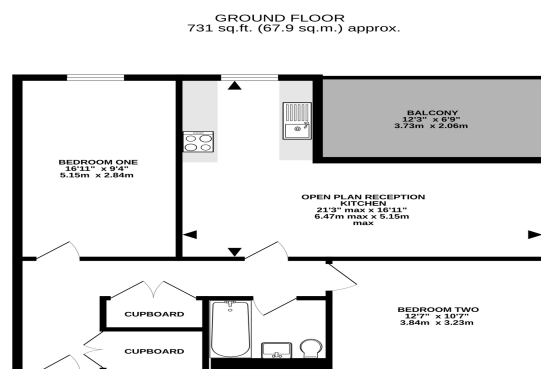 GROUND FLOOR
731 sq.ft. (67.9 sq.m.) approx.
BALCONY
12'3" x 6'9"
3.73m x 2.06m
BEDROOM ONE
16'11" x 9'4"
5.15m x 2.84m
OPEN PLAN RECEPTION
KITCHEN
21'3" max x 16'11"
6.47m max x 5.15m
max
BEDROOM TWO
12'7" x 10'7"
3.84m x 3.23m
CUPBOARD
CUPBOARD